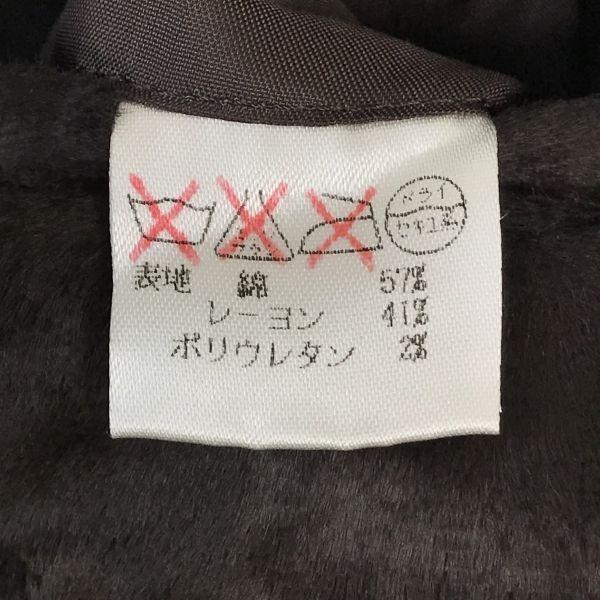 ドライ
セキユ系
表地 綿 57%
レーヨン 41%
ポリウレタン 2%